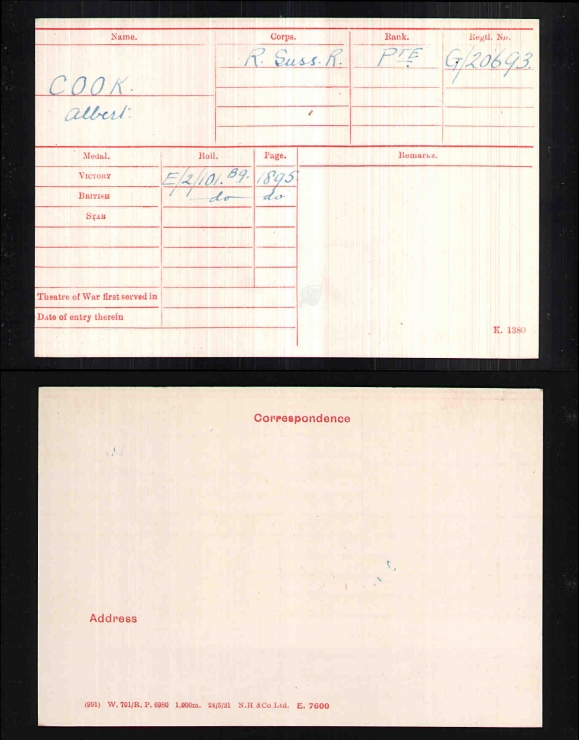 Name. Corps. Rank. Regtl. No.
R. Suss. R. PTE G/20693.
COOK.
Albert.
Medal. Roll. Page. Remarks.
VICTORY E/2/101. B9. 1895
BRITISH do do
STAR
Theatre of War first served in
Date of entry therein
K. 1380
Correspondence
Address
(991) W. 701/R. P. 6980 1,000m. 24/5/21 N.H. & Co Ltd. E. 7600